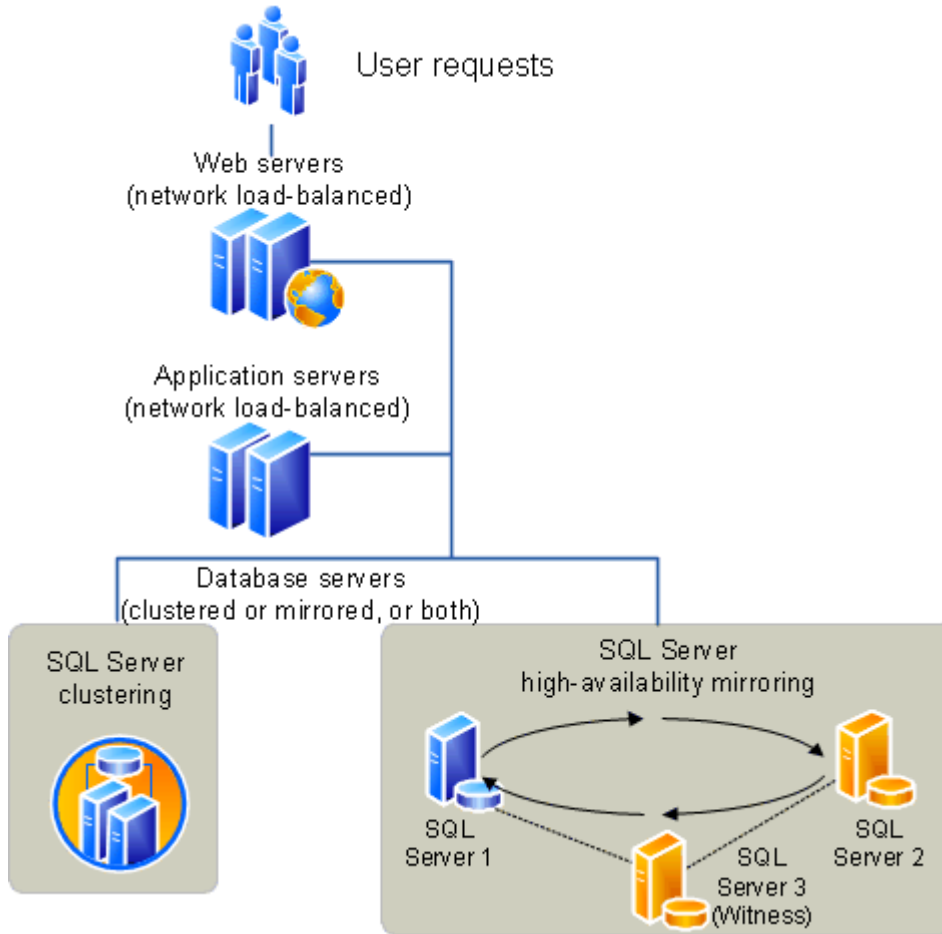 User requests
Web servers
(network load-balanced)
Application servers
(network load-balanced)
Database servers
(clustered or mirrored, or both)
SQL Server
clustering
SQL Server
high-availability mirroring
SQL
Server 1
SQL
Server 2
SQL
Server 3
(Witness)